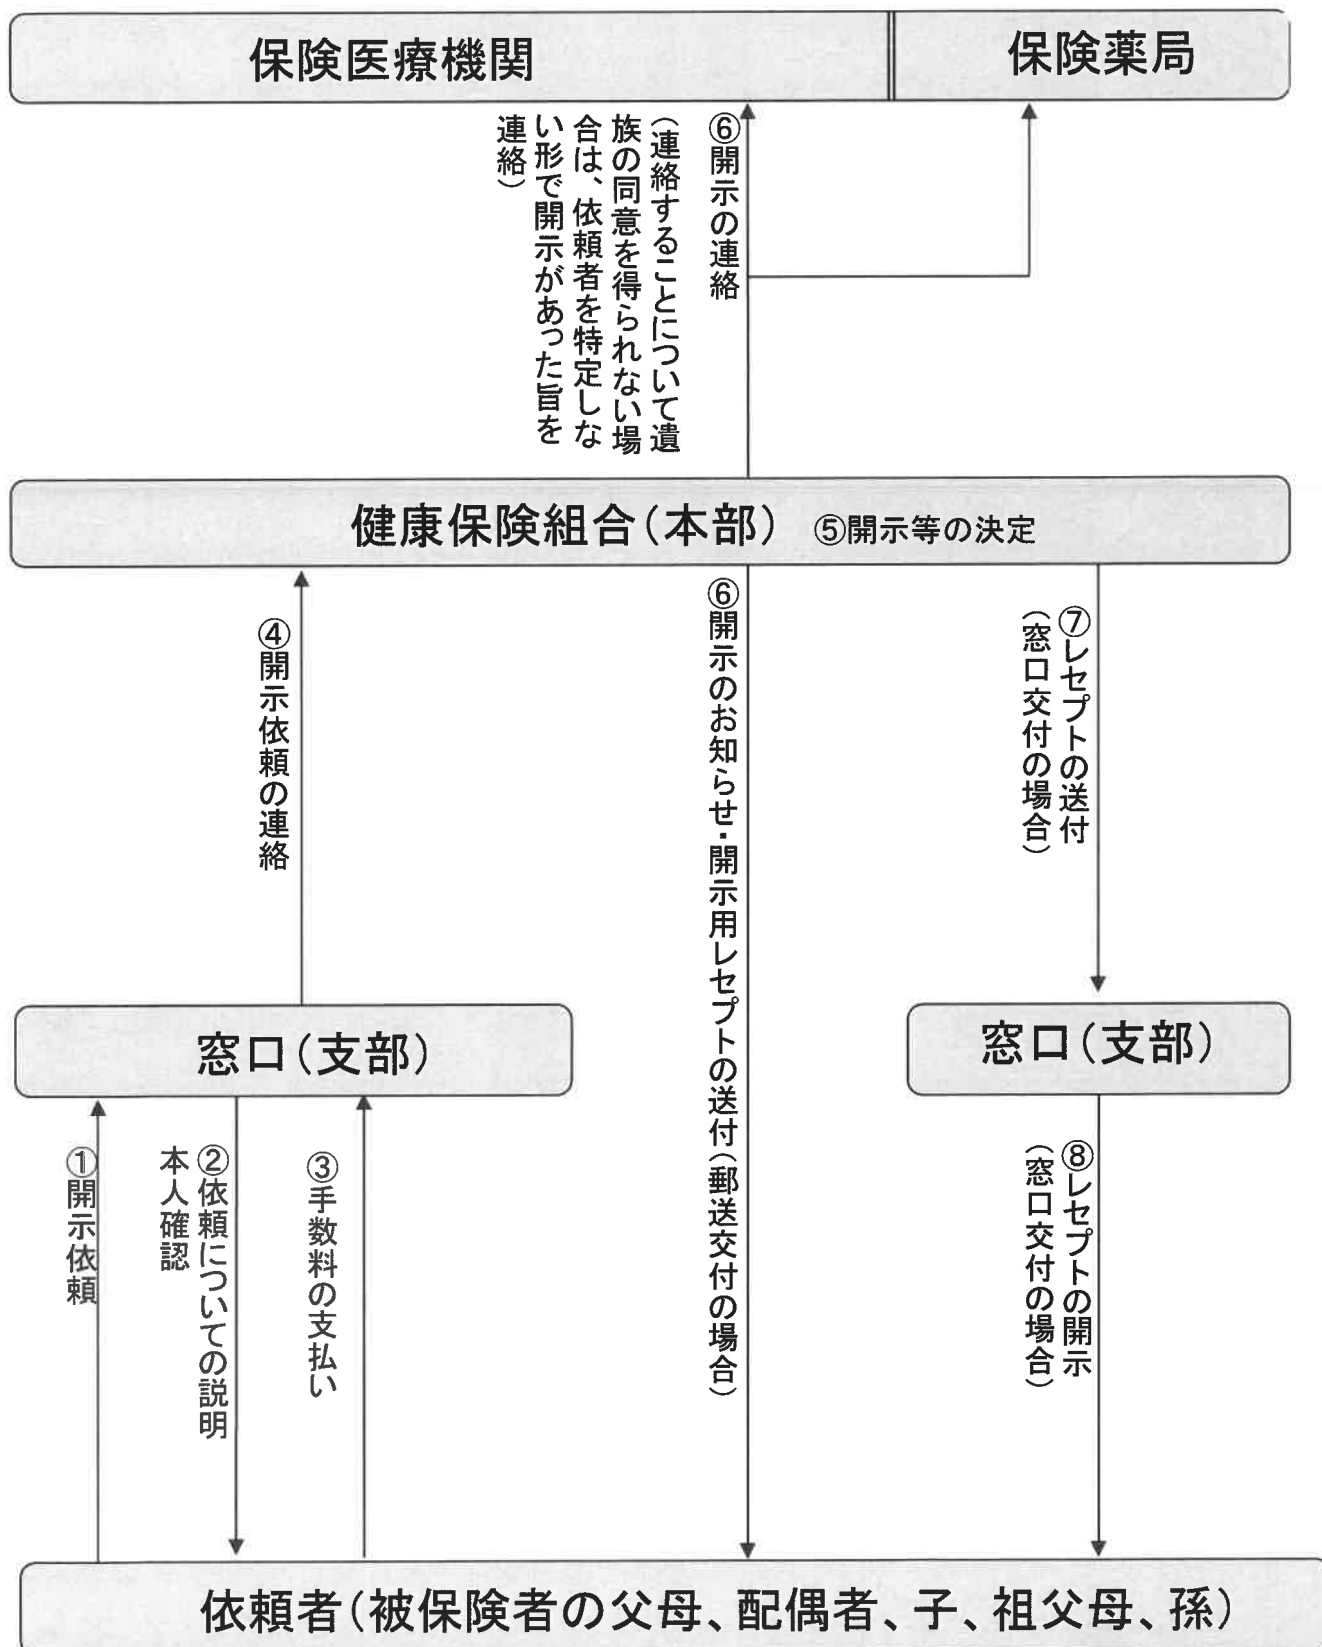 保険医療機関
保険薬局
⑥開示の連絡
(連絡することについて遺
族の同意を得られない場
合は、依頼者を特定しな
い形で開示があった旨を
連絡)
健康保険組合(本部) ⑤開示等の決定
④開示依頼の連絡
⑥開示のお知らせ・開示用レセプトの送付(郵送交付の場合)
⑦レセプトの送付
(窓口交付の場合)
窓口(支部)
窓口(支部)
①開示依頼
②依頼についての説明
本人確認
③手数料の支払い
⑧レセプトの開示
(窓口交付の場合)
依頼者(被保険者の父母、配偶者、子、祖父母、孫)